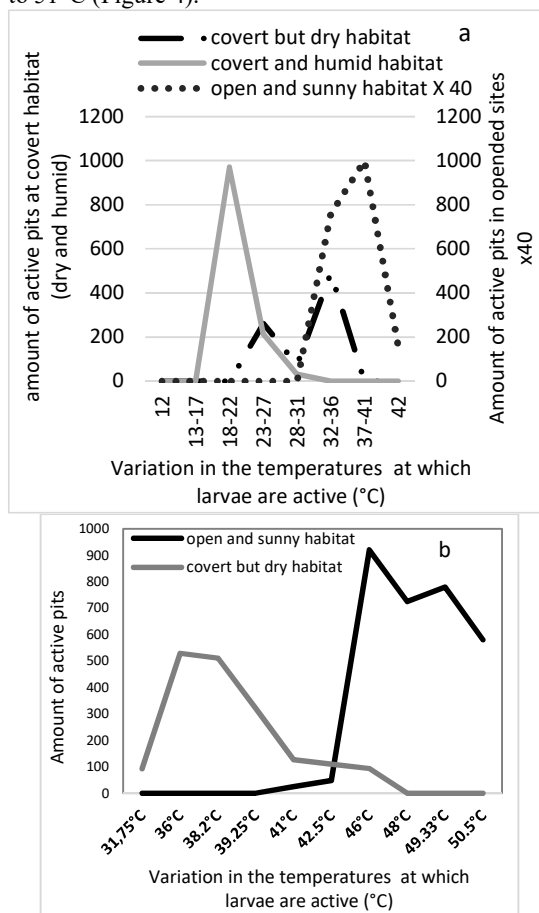 to 51°C (Figure 4).
a
covert but dry habitat
covert and humid habitat
open and sunny habitat X 40
amount of active pits at covert habitat
(dry and humid)
1200
1000
800
600
400
200
0
1200
1000
800
600
400
200
0
Amount of active pits in opended sites
x40
12
13-17
18-22
23-27
28-31
32-36
37-41
42
Variation in the temperatures at which
larvae are active (°C)
b
open and sunny habitat
covert but dry habitat
Amount of active pits
1000
900
800
700
600
500
400
300
200
100
0
31,75°C
36°C
38.2°C
39.25°C
41°C
42.5°C
46°C
48°C
49.33°C
50.5°C
Variation in the temperatures at which
larvae are active (°C)